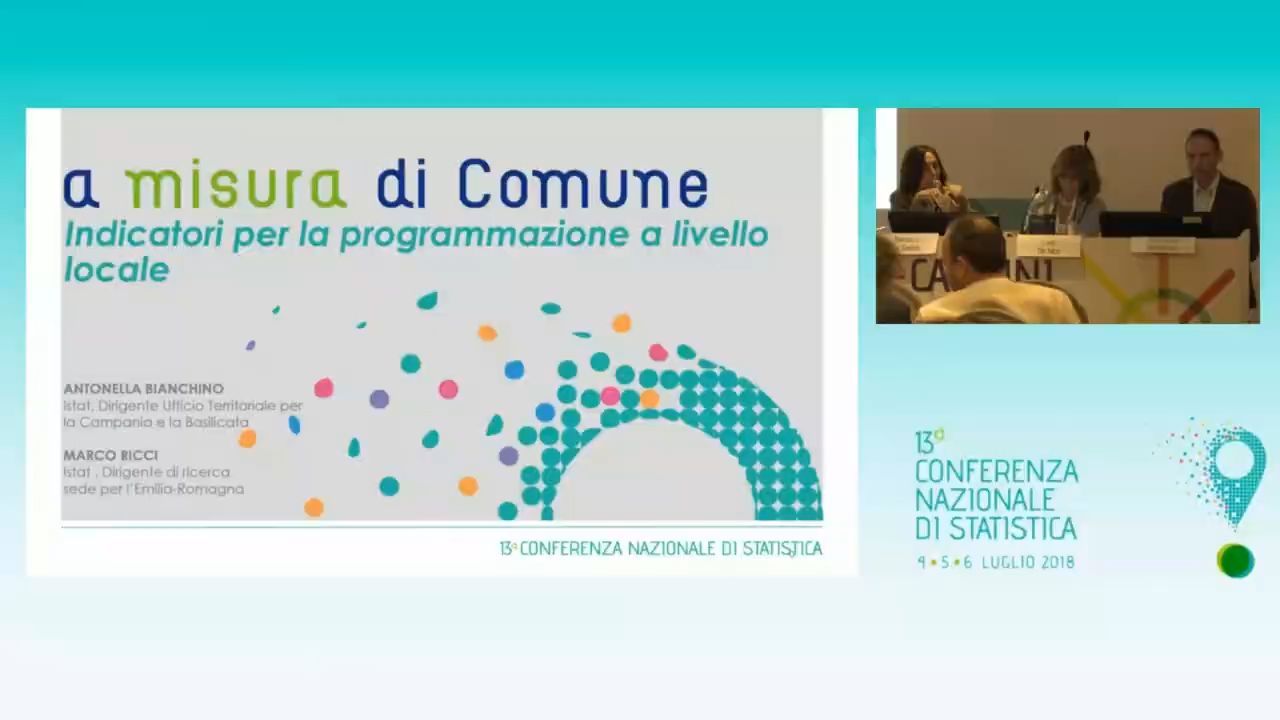 a misura di Comune
Indicatori per la programmazione a livello
locale
ANTONELLA BIANCHINO
Istat, Dirigente Ufficio Territoriale per
la Campania e la Basilicata
MARCO RICCI
Istat , Dirigente di ricerca
sede per l'Emilia-Romagna
13° CONFERENZA NAZIONALE DI STATISTICA
13°
CONFERENZA
NAZIONALE
DI STATISTICA
4 • 5 • 6 LUGLIO 2018